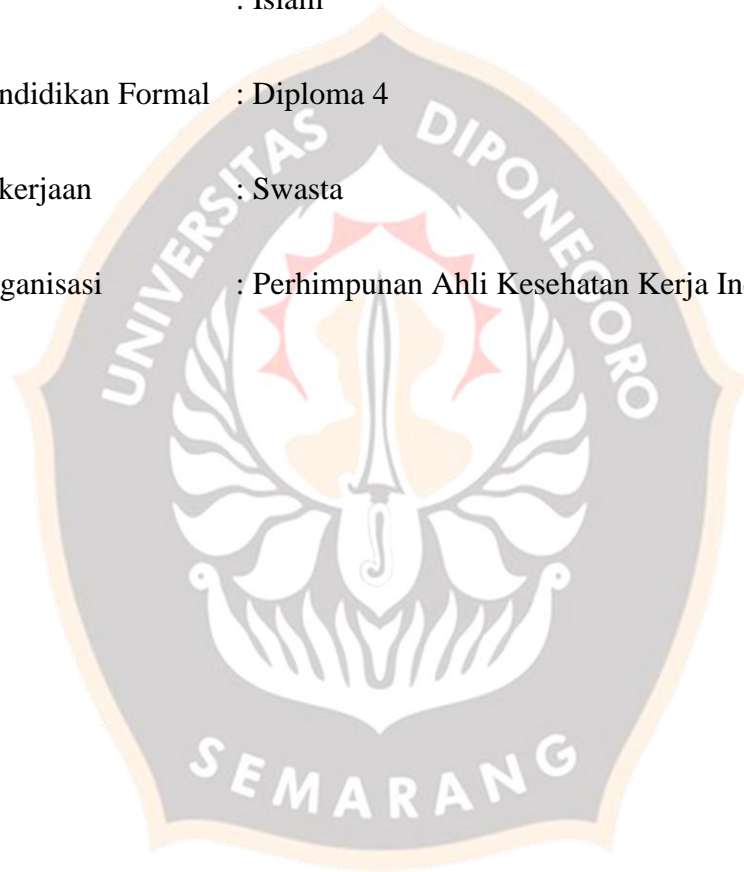 : Islam
ndidikan Formal : Diploma 4
kerjaan : Swasta
ganisasi : Perhimpunan Ahli Kesehatan Kerja In
UNIVERSITAS DIPONEGORO
SEMARANG